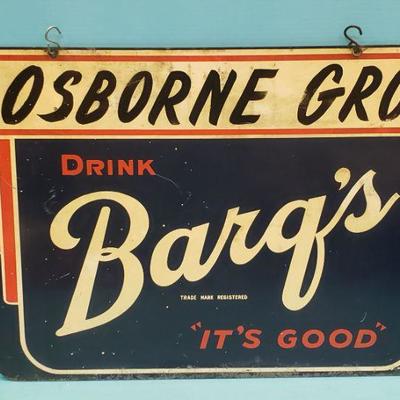 OSBORNE GRO
DRINK
Barq's
TRADE MARK REGISTERED
"IT'S GOOD"